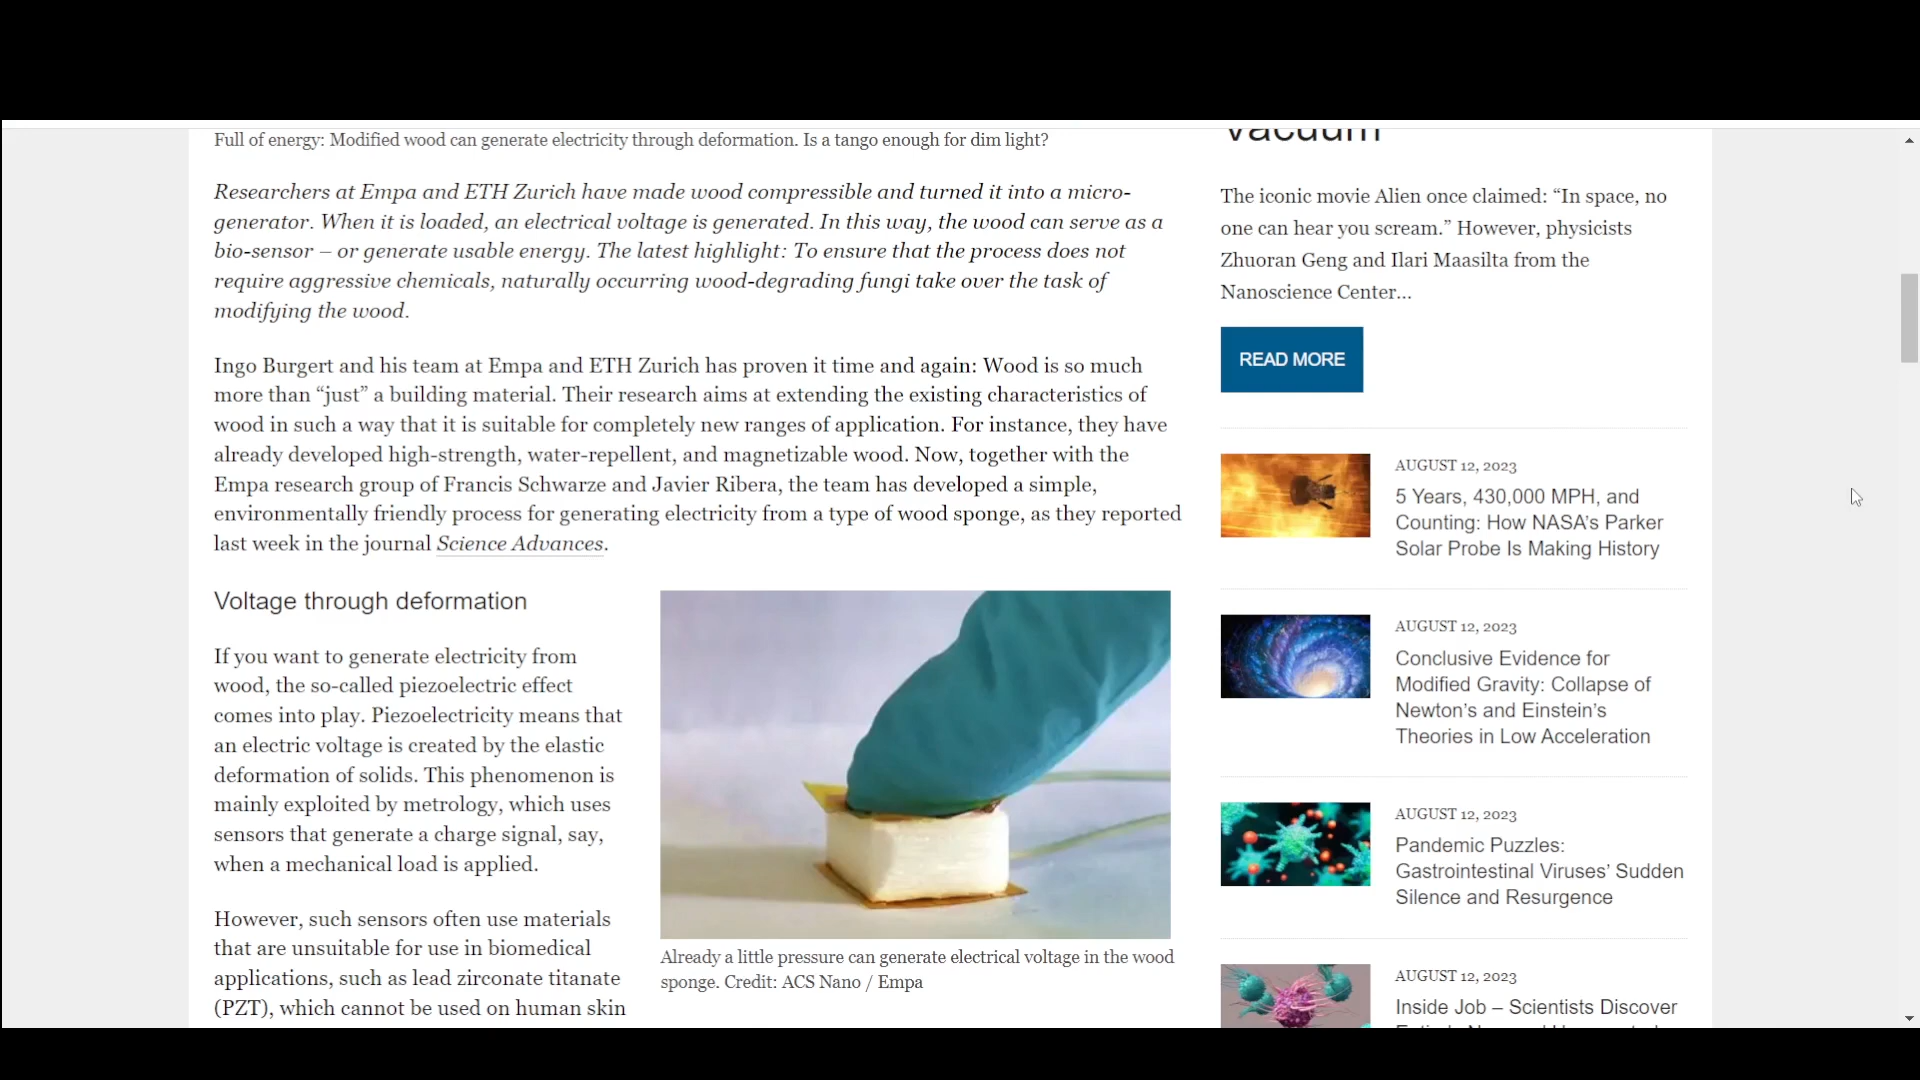 Full of energy: Modified wood can generate electricity through deformation. Is a tango enough for dim light?
Researchers at Empa and ETH Zurich have made wood compressible and turned it into a micro-
generator. When it is loaded, an electrical voltage is generated. In this way, the wood can serve as a
bio-sensor – or generate usable energy. The latest highlight: To ensure that the process does not
require aggressive chemicals, naturally occurring wood-degrading fungi take over the task of
modifying the wood.
Ingo Burgert and his team at Empa and ETH Zurich has proven it time and again: Wood is so much
more than “just” a building material. Their research aims at extending the existing characteristics of
wood in such a way that it is suitable for completely new ranges of application. For instance, they have
already developed high-strength, water-repellent, and magnetizable wood. Now, together with the
Empa research group of Francis Schwarze and Javier Ribera, the team has developed a simple,
environmentally friendly process for generating electricity from a type of wood sponge, as they reported
last week in the journal Science Advances.
Voltage through deformation
If you want to generate electricity from
wood, the so-called piezoelectric effect
comes into play. Piezoelectricity means that
an electric voltage is created by the elastic
deformation of solids. This phenomenon is
mainly exploited by metrology, which uses
sensors that generate a charge signal, say,
when a mechanical load is applied.
However, such sensors often use materials
that are unsuitable for use in biomedical
applications, such as lead zirconate titanate
(PZT), which cannot be used on human skin
Already a little pressure can generate electrical voltage in the wood
sponge. Credit: ACS Nano / Empa
Vacuum
The iconic movie Alien once claimed: “In space, no
one can hear you scream.” However, physicists
Zhuoran Geng and Ilari Maasilta from the
Nanoscience Center...
READ MORE
AUGUST 12, 2023
5 Years, 430,000 MPH, and
Counting: How NASA’s Parker
Solar Probe Is Making History
AUGUST 12, 2023
Conclusive Evidence for
Modified Gravity: Collapse of
Newton’s and Einstein’s
Theories in Low Acceleration
AUGUST 12, 2023
Pandemic Puzzles:
Gastrointestinal Viruses’ Sudden
Silence and Resurgence
AUGUST 12, 2023
Inside Job – Scientists Discover